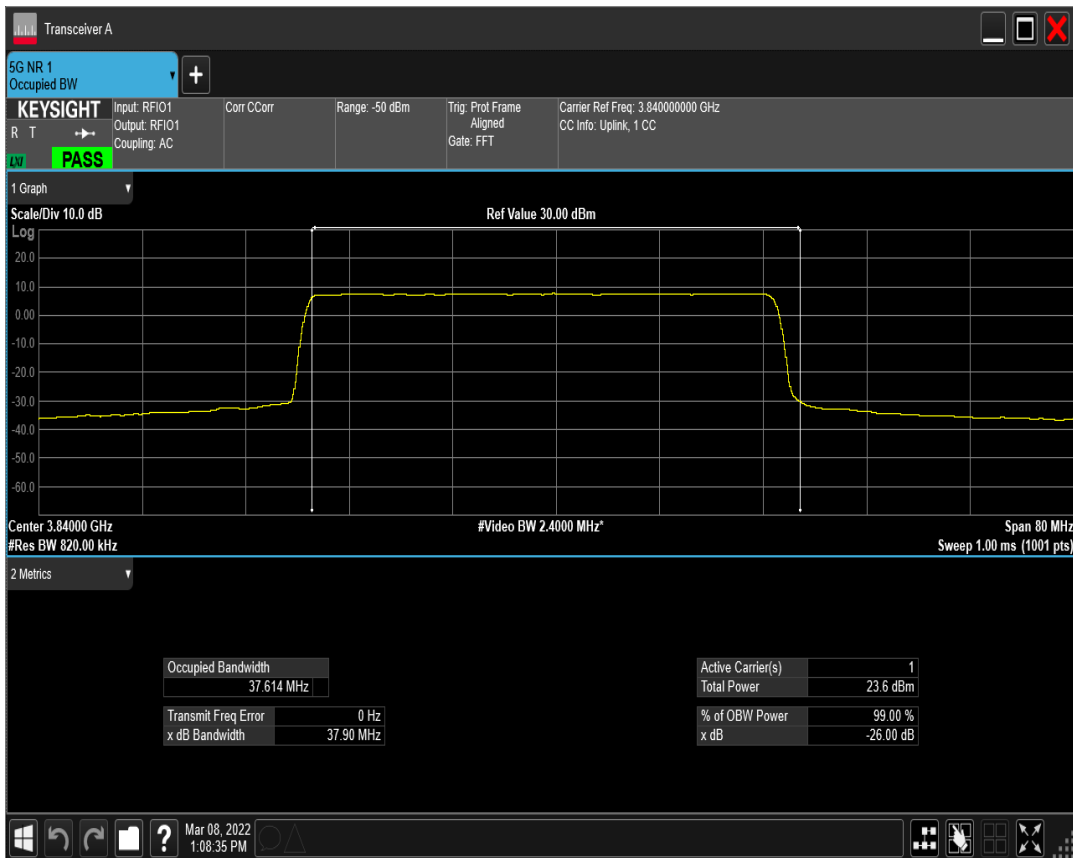 Transceiver A
5G NR 1
Occupied BW
+
KEYSIGHT
R T
LXI
PASS
Input: RFIO1
Output: RFIO1
Coupling: AC
Corr CCorr
Range: -50 dBm
Trig: Prot Frame
Aligned
Gate: FFT
Carrier Ref Freq: 3.840000000 GHz
CC Info: Uplink, 1 CC
1 Graph
Scale/Div 10.0 dB
Ref Value 30.00 dBm
Log
20.0
10.0
0.00
-10.0
-20.0
-30.0
-40.0
-50.0
-60.0
Center 3.84000 GHz
#Video BW 2.4000 MHz*
Span 80 MHz
#Res BW 820.00 kHz
Sweep 1.00 ms (1001 pts)
2 Metrics
Occupied Bandwidth
37.614 MHz
Transmit Freq Error 0 Hz
x dB Bandwidth 37.90 MHz
Active Carrier(s) 1
Total Power 23.6 dBm
% of OBW Power 99.00 %
x dB -26.00 dB
?
Mar 08, 2022
1:08:35 PM